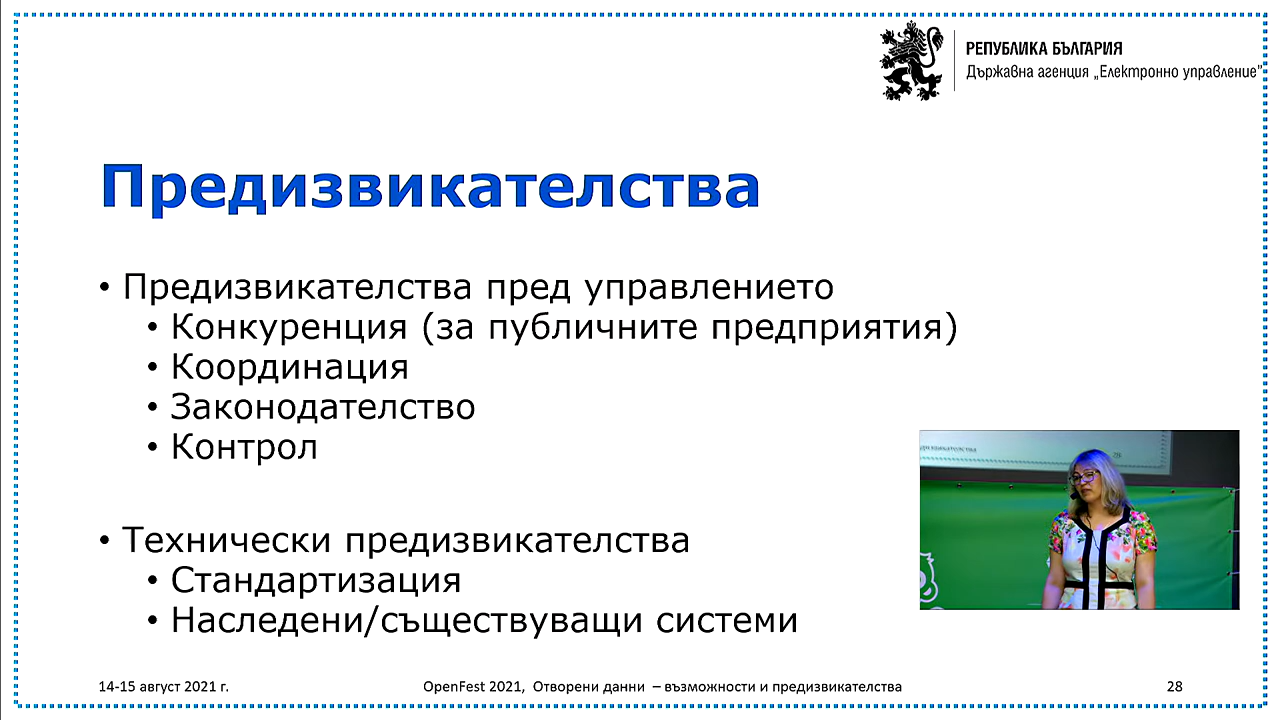 РЕПУБЛИКА БЪЛГАРИЯ
Държавна агенция „Електронно управление”
Предизвикателства
• Предизвикателства пред управлението
• Конкуренция (за публичните предприятия)
• Координация
• Законодателство
• Контрол
• Технически предизвикателства
• Стандартизация
• Наследени/съществуващи системи
14-15 август 2021 г.
OpenFest 2021, Отворени данни – възможности и предизвикателства
28